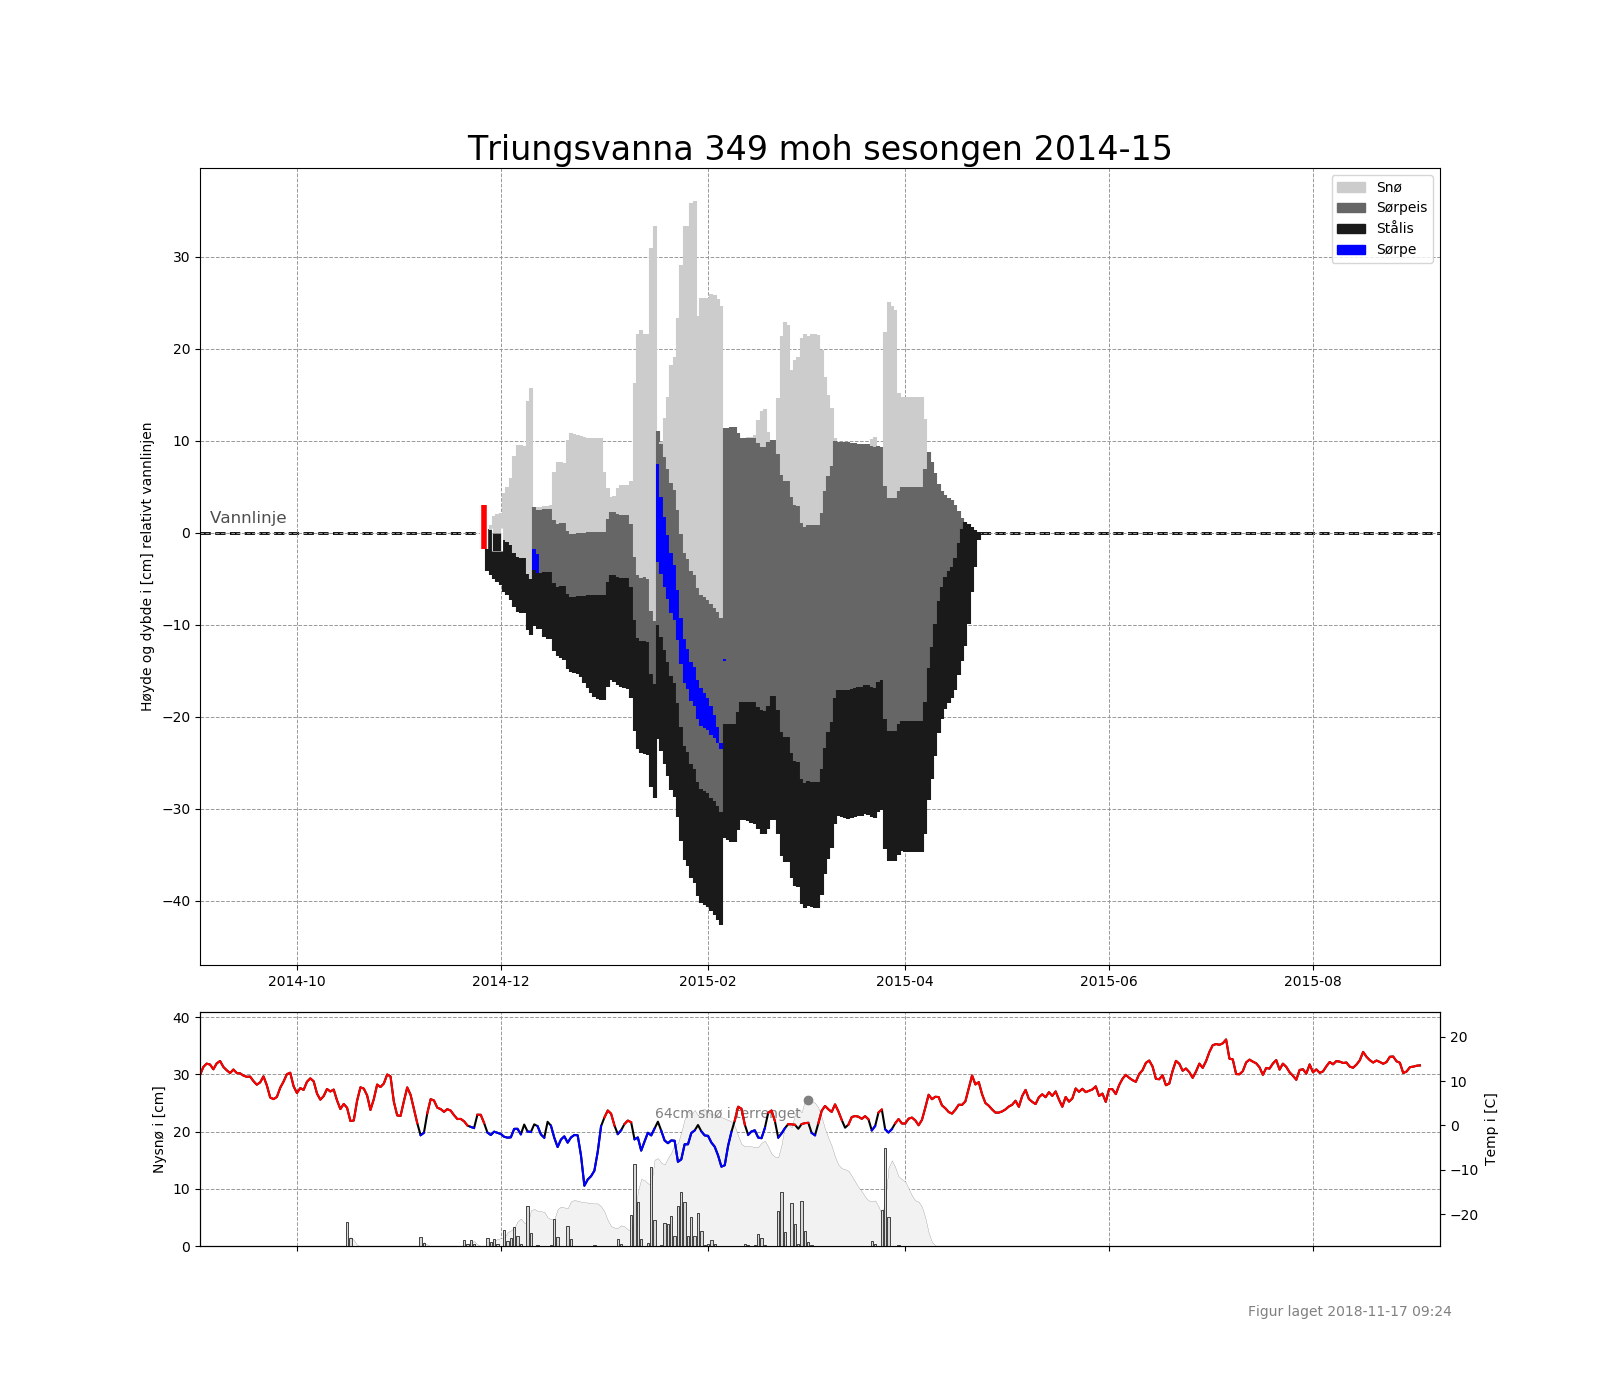 Triungsvanna 349 moh sesongen 2014-15
Snø
Sørpeis
Stålis
Sørpe
Høyde og dybde i [cm] relativt vannlinjen
30
20
10
0
−10
−20
−30
−40
Vannlinje
2014-10 2014-12 2015-02 2015-04 2015-06 2015-08
Nysnø i [cm]
40
30
20
10
0
64cm snø i terrenget
20
10
0
−10
−20
Temp i [C]
Figur laget 2018-11-17 09:24